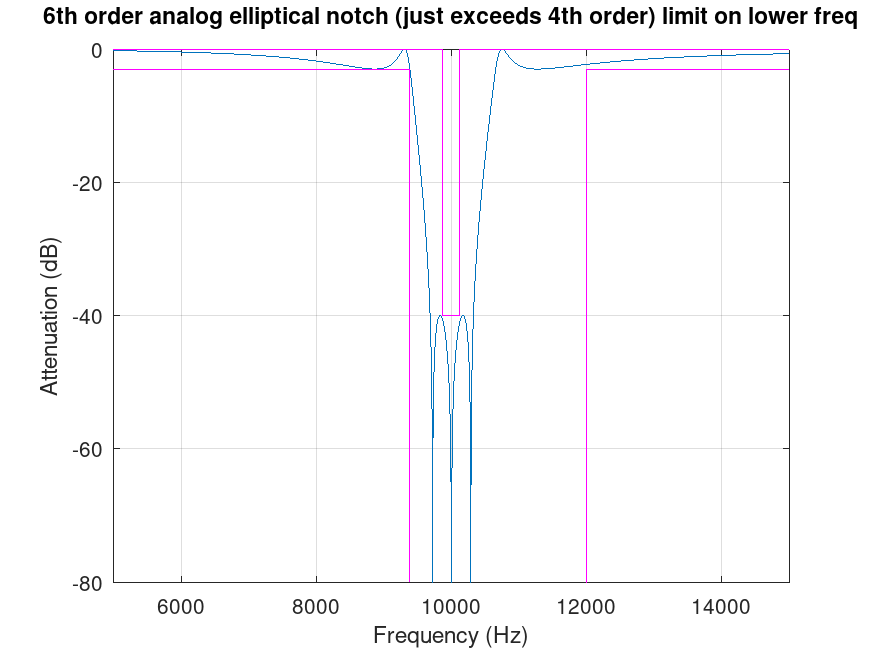 6th order analog elliptical notch (just exceeds 4th order) limit on lower freq
0
-20
-40
-60
-80
Attenuation (dB)
6000 8000 10000 12000 14000
Frequency (Hz)